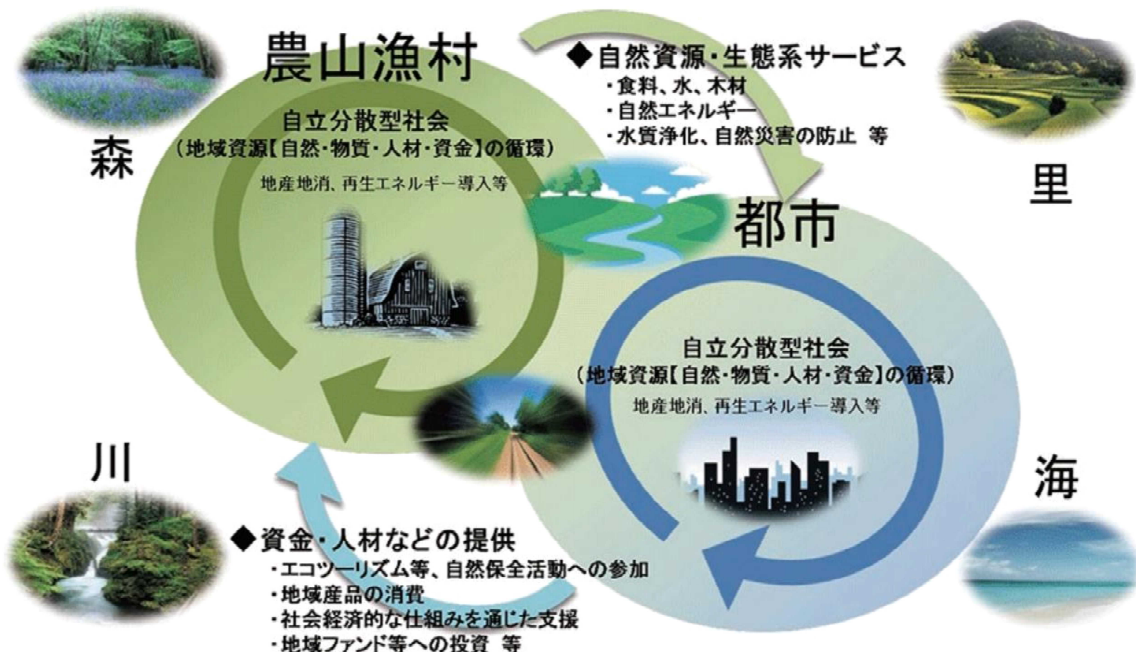 農山漁村
自立分散型社会
（地域資源【自然・物質・人材・資金】の循環）
地産地消、再生エネルギー導入等
◆自然資源・生態系サービス
・食料、水、木材
・自然エネルギー
・水質浄化、自然災害の防止 等
森
里
都市
自立分散型社会
（地域資源【自然・物質・人材・資金】の循環）
地産地消、再生エネルギー導入等
川
海
◆資金・人材などの提供
・エコツーリズム等、自然保全活動への参加
・地域産品の消費
・社会経済的な仕組みを通じた支援
・地域ファンド等への投資 等